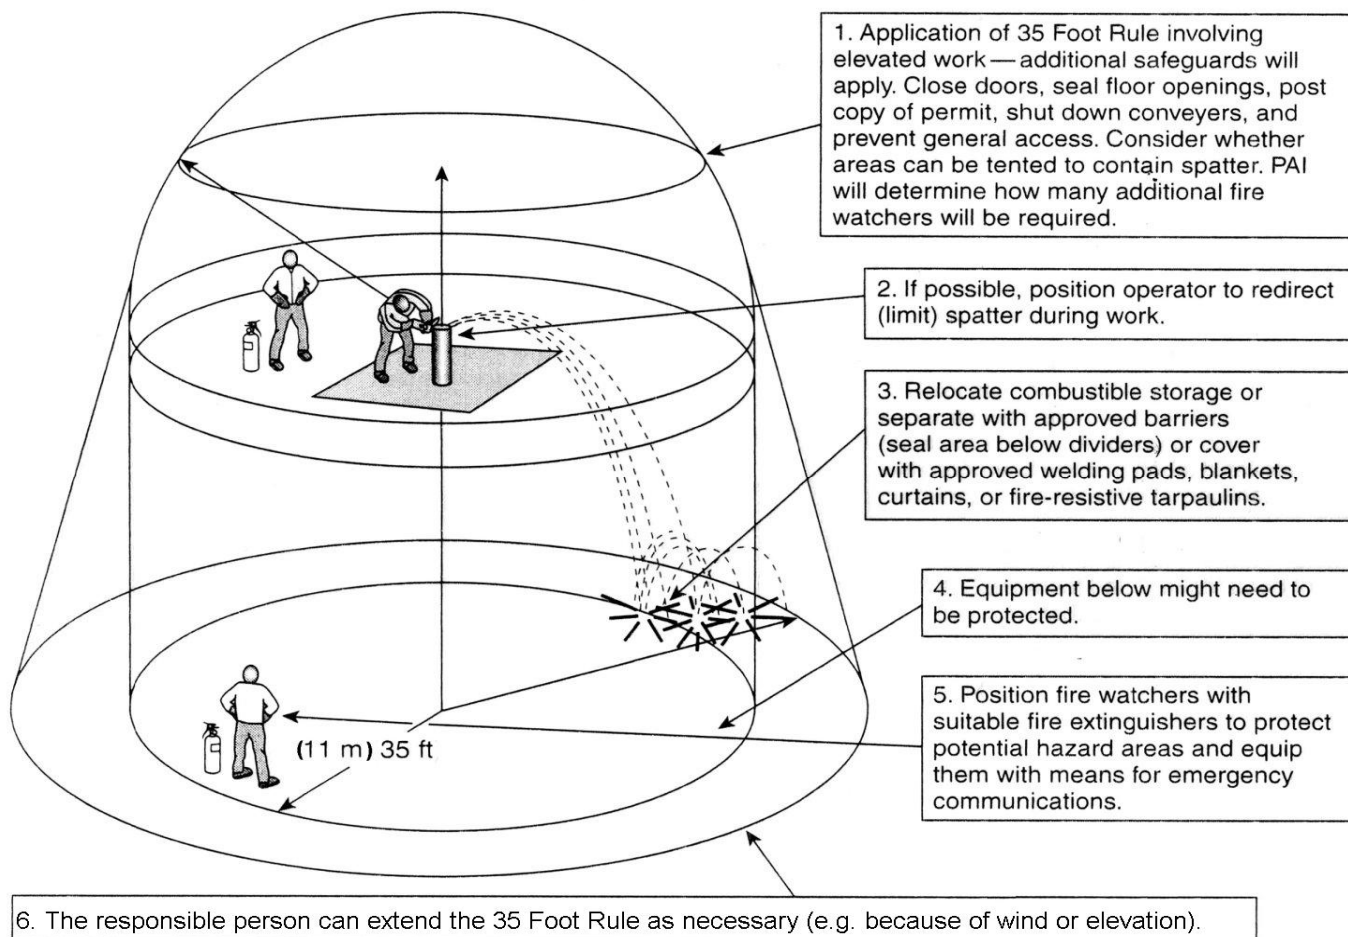 1. Application of 35 Foot Rule involving
elevated work — additional safeguards will
apply. Close doors, seal floor openings, post
copy of permit, shut down conveyers, and
prevent general access. Consider whether
areas can be tented to contain spatter. PAI
will determine how many additional fire
watchers will be required.
2. If possible, position operator to redirect
(limit) spatter during work.
3. Relocate combustible storage or
separate with approved barriers
(seal area below dividers) or cover
with approved welding pads, blankets,
curtains, or fire-resistive tarpaulins.
4. Equipment below might need to
be protected.
5. Position fire watchers with
suitable fire extinguishers to protect
potential hazard areas and equip
them with means for emergency
communications.
(11 m) 35 ft
6. The responsible person can extend the 35 Foot Rule as necessary (e.g. because of wind or elevation).